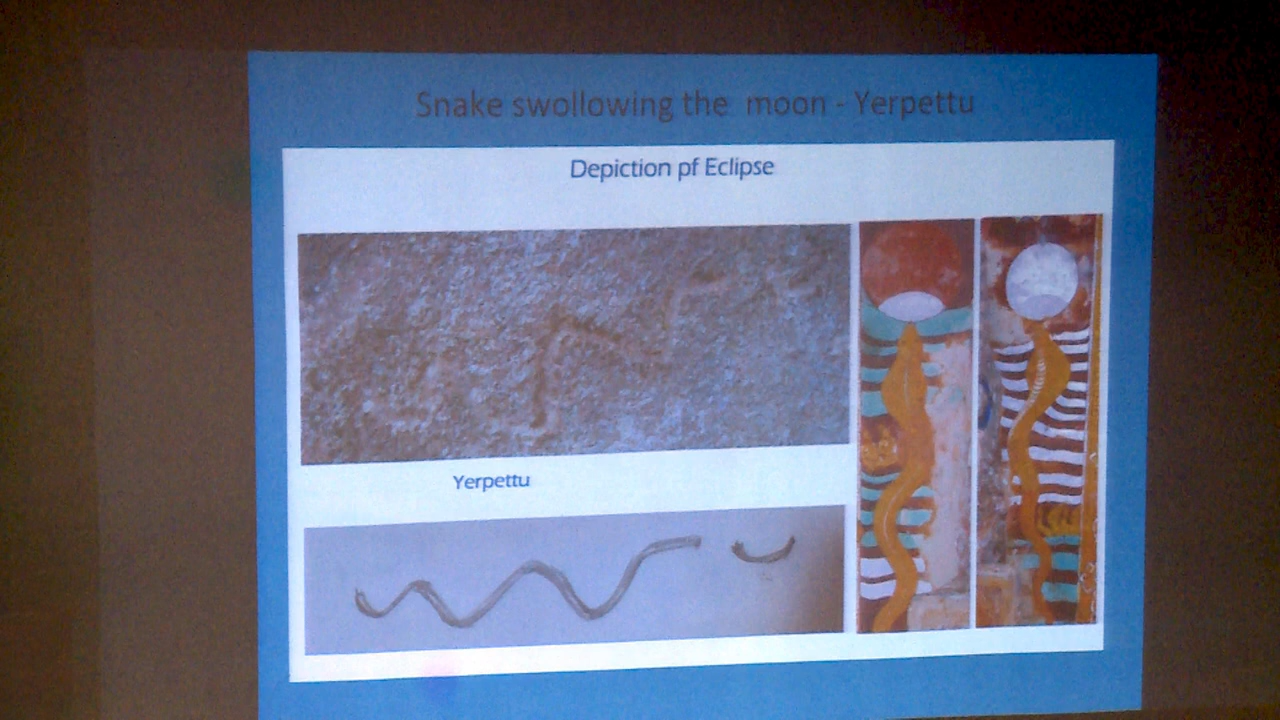 Snake swollowing the moon - Yerpettu
Depiction pf Eclipse
Yerpettu